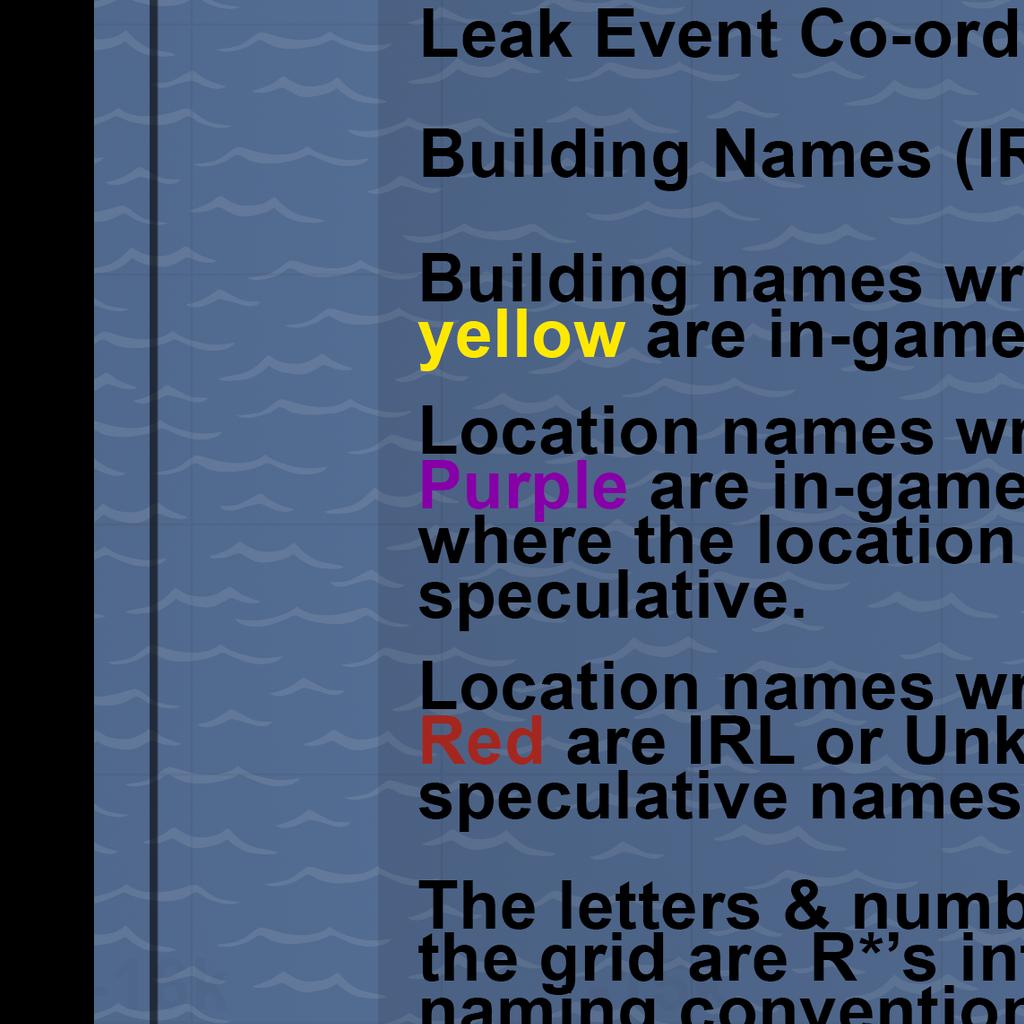 Leak Event Co-ord
Building Names (IR
Building names wr
yellow are in-game
Location names wr
Purple are in-game
where the location
speculative.
Location names wr
Red are IRL or Unk
speculative names
The letters & numb
the grid are R*’s int
naming convention